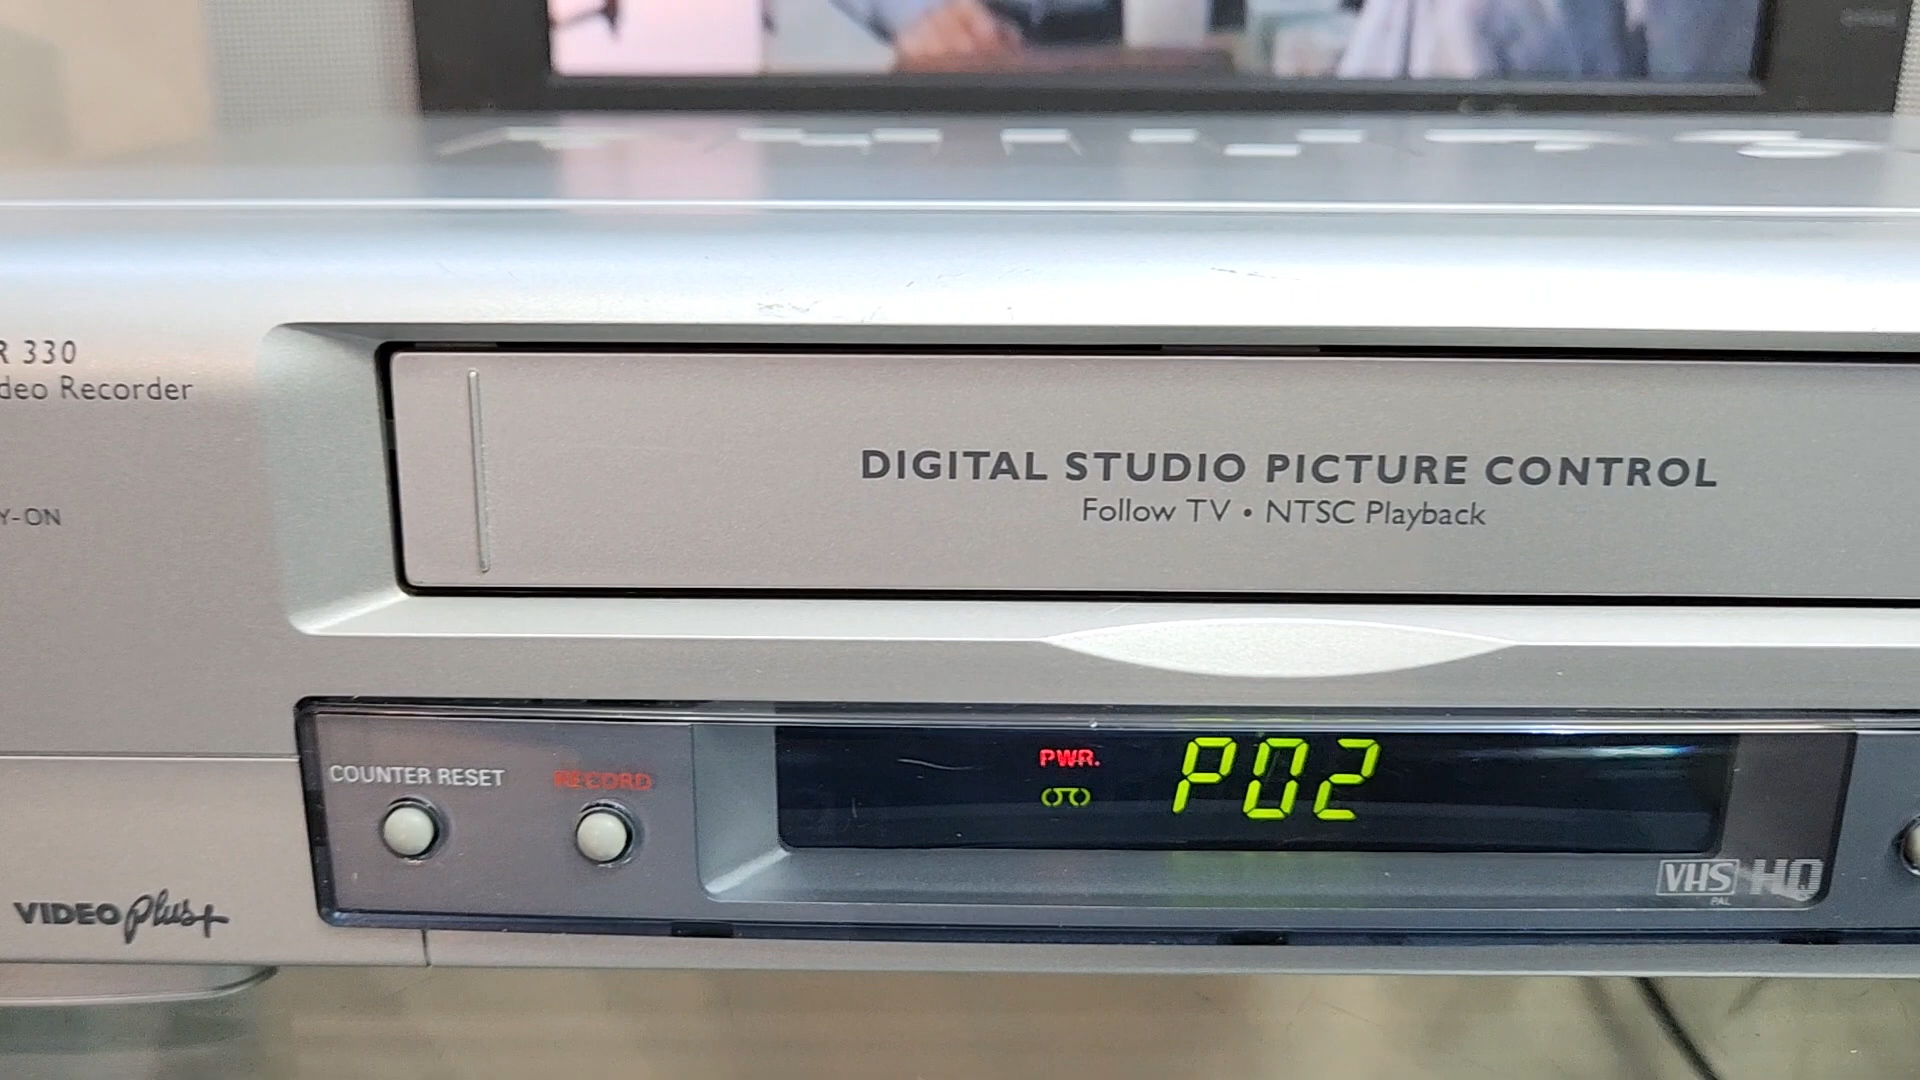 R 330
deo Recorder
Y-ON
DIGITAL STUDIO PICTURE CONTROL
Follow TV • NTSC Playback
COUNTER RESET
RECORD
PWR.
P02
VHS HQ
PAL
VIDEO Plus+